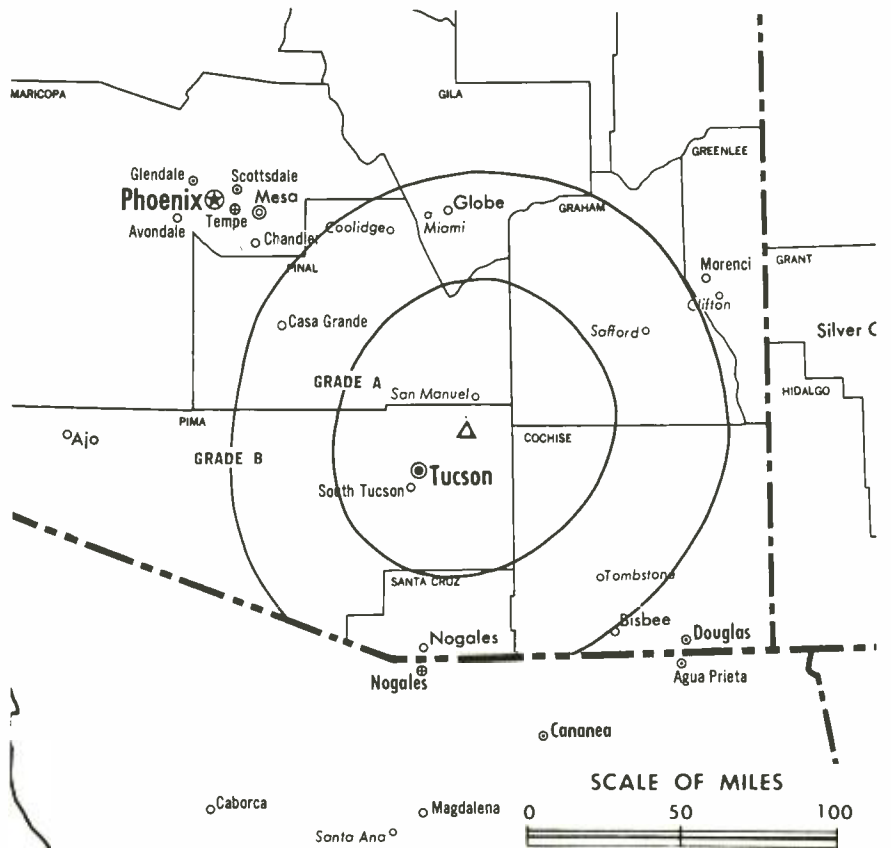 MARICOPA
GILA
GREENLEE
Glendale
Scottsdale
Phoenix
Mesa
Tempe
Avondale
Chandler
Coolidge
Miami
Globe
GRAHAM
PINAL
Morenci
GRANT
Clifton
Casa Grande
Safford
Silver C
GRADE A
San Manuel
HIDALGO
PIMA
Ajo
COCHISE
GRADE B
Tucson
South Tucson
SANTA CRUZ
Tombstone
Bisbee
Nogales
Douglas
Nogales
Agua Prieta
Cananea
SCALE OF MILES
0 50 100
Caborca
Magdalena
Santa Ana